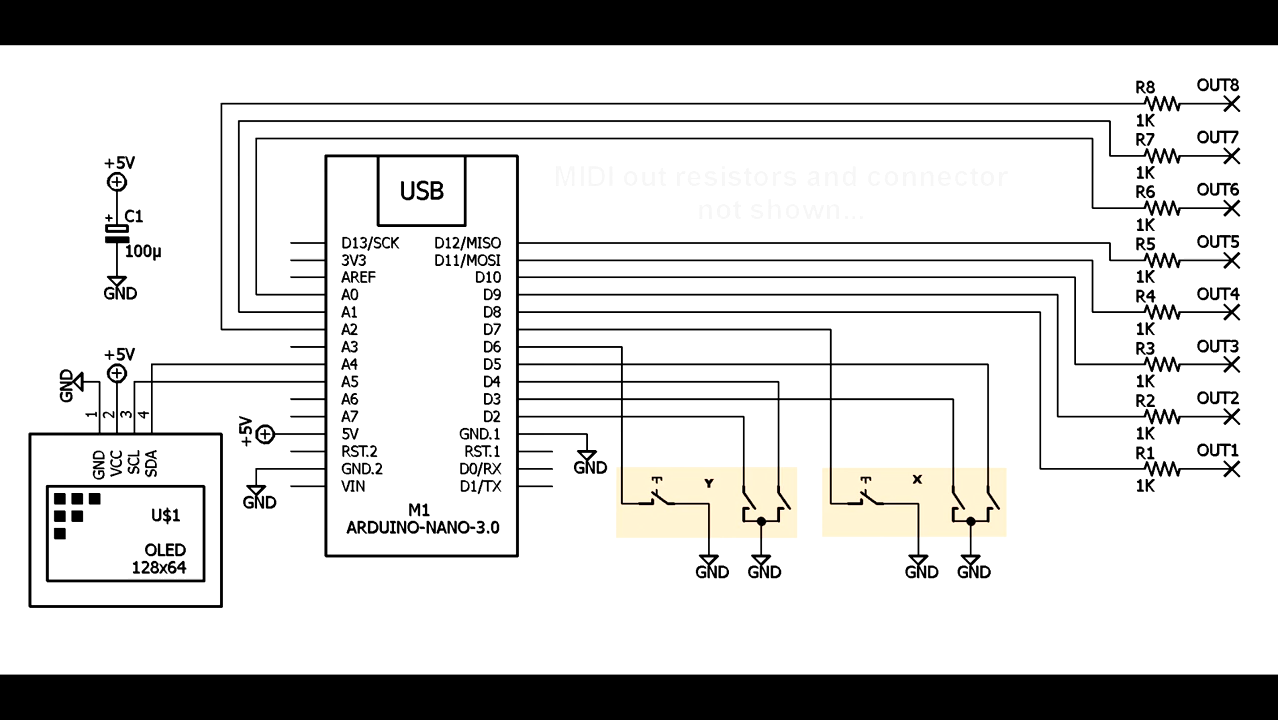 R8 OUT8
1K
R7 OUT7
1K
R6 OUT6
1K
R5 OUT5
1K
R4 OUT4
1K
R3 OUT3
1K
R2 OUT2
1K
R1 OUT1
1K
MIDI out resistors and connector
not shown...
+5V
+ C1
100µ
GND
USB
D13/SCK D12/MISO
3V3 D11/MOSI
AREF D10
A0 D9
A1 D8
A2 D7
A3 D6
A4 D5
A5 D4
A6 D3
A7 D2
5V GND.1
RST.2 RST.1
GND.2 D0/RX
VIN D1/TX
M1
ARDUINO-NANO-3.0
+5V
GND
+5V
GND
1 2 3 4
GND VCC SCL SDA
U$1
OLED
128x64
GND
Y
GND GND
X
GND GND